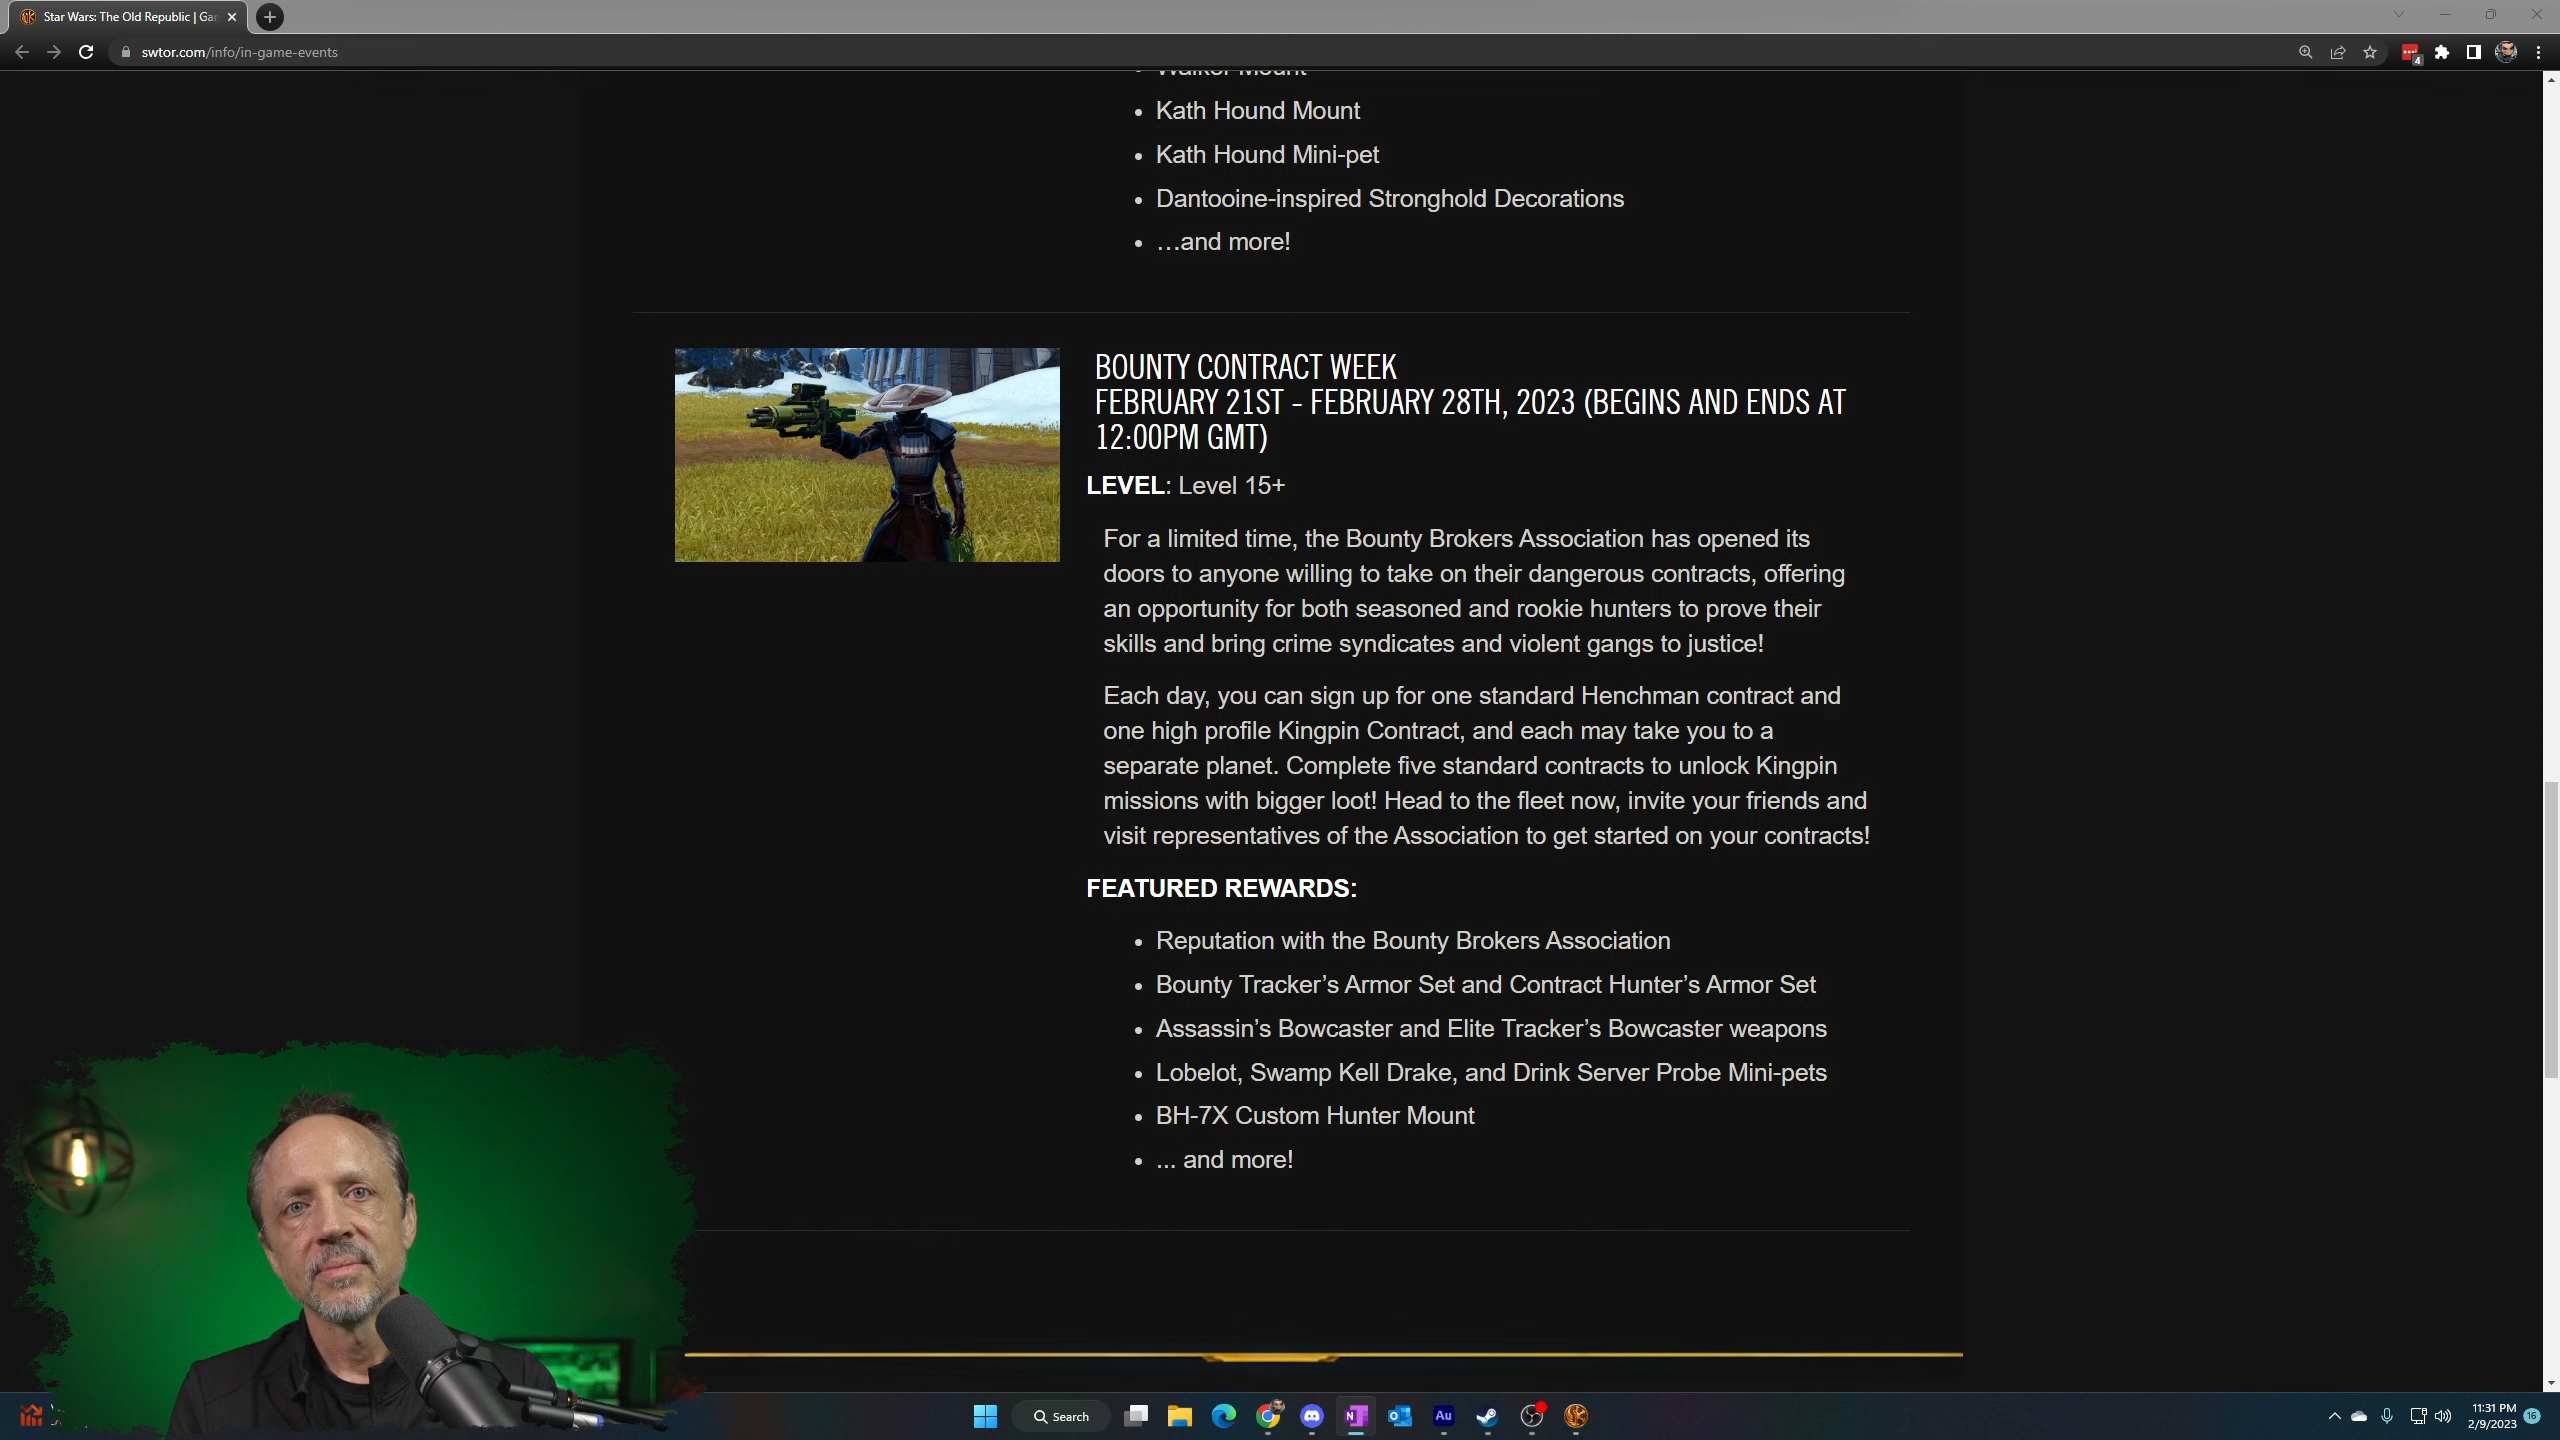 Star Wars: The Old Republic | Gan
swtor.com/info/in-game-events
4
Walker Mount
• Kath Hound Mount
• Kath Hound Mini-pet
• Dantooine-inspired Stronghold Decorations
• …and more!
BOUNTY CONTRACT WEEK
FEBRUARY 21ST - FEBRUARY 28TH, 2023 (BEGINS AND ENDS AT
12:00PM GMT)
LEVEL: Level 15+
For a limited time, the Bounty Brokers Association has opened its
doors to anyone willing to take on their dangerous contracts, offering
an opportunity for both seasoned and rookie hunters to prove their
skills and bring crime syndicates and violent gangs to justice!
Each day, you can sign up for one standard Henchman contract and
one high profile Kingpin Contract, and each may take you to a
separate planet. Complete five standard contracts to unlock Kingpin
missions with bigger loot! Head to the fleet now, invite your friends and
visit representatives of the Association to get started on your contracts!
FEATURED REWARDS:
• Reputation with the Bounty Brokers Association
• Bounty Tracker’s Armor Set and Contract Hunter’s Armor Set
• Assassin’s Bowcaster and Elite Tracker’s Bowcaster weapons
• Lobelot, Swamp Kell Drake, and Drink Server Probe Mini-pets
• BH-7X Custom Hunter Mount
• ... and more!
Search
N
Au
11:31 PM
2/9/2023
16